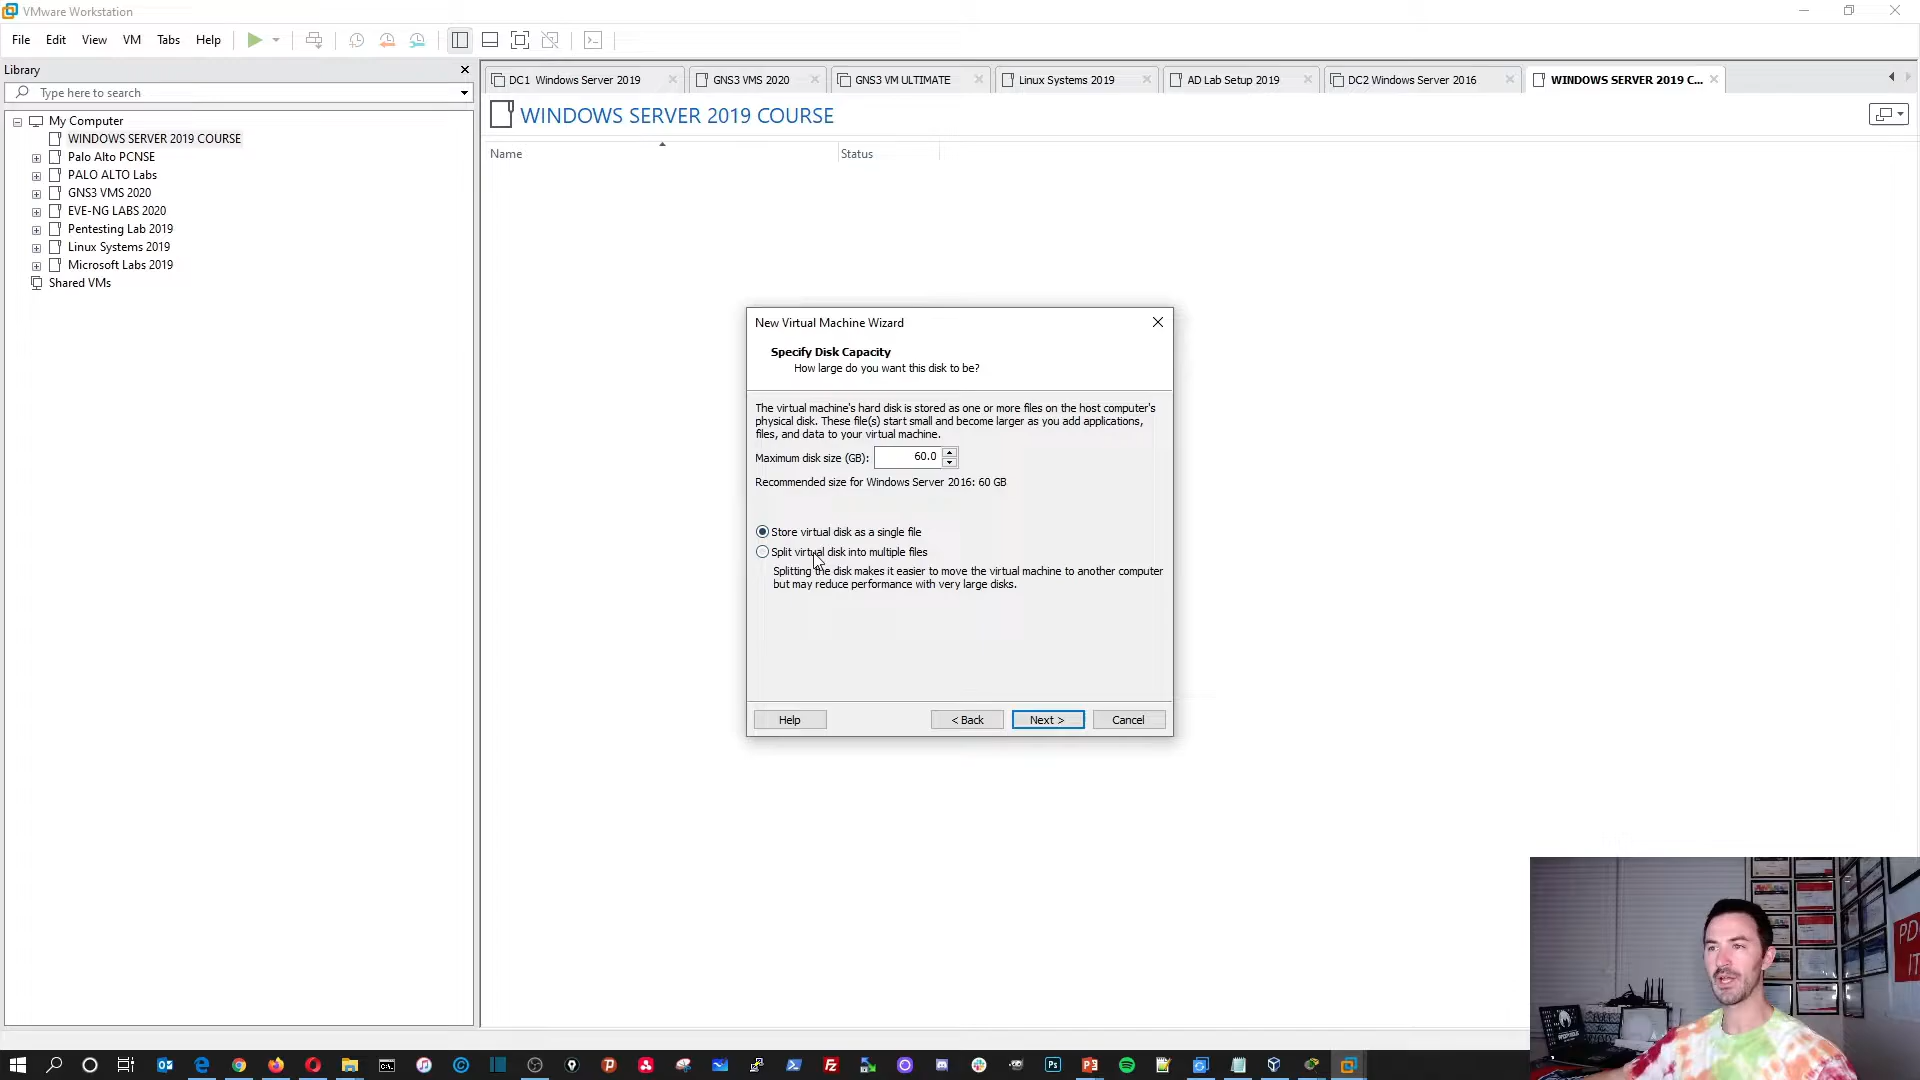 VMware Workstation
File Edit View VM Tabs Help
Library
Type here to search
My Computer
WINDOWS SERVER 2019 COURSE
Palo Alto PCNSE
PALO ALTO Labs
GNS3 VMS 2020
EVE-NG LABS 2020
Pentesting Lab 2019
Linux Systems 2019
Microsoft Labs 2019
Shared VMs
DC1 Windows Server 2019 GNS3 VMS 2020 GNS3 VM ULTIMATE Linux Systems 2019 AD Lab Setup 2019 DC2 Windows Server 2016 WINDOWS SERVER 2019 C...
WINDOWS SERVER 2019 COURSE
Name Status
New Virtual Machine Wizard
Specify Disk Capacity
How large do you want this disk to be?
The virtual machine's hard disk is stored as one or more files on the host computer's
physical disk. These file(s) start small and become larger as you add applications,
files, and data to your virtual machine.
Maximum disk size (GB): 60.0
Recommended size for Windows Server 2016: 60 GB
Store virtual disk as a single file
Split virtual disk into multiple files
Splitting the disk makes it easier to move the virtual machine to another computer
but may reduce performance with very large disks.
Help < Back Next > Cancel
IT